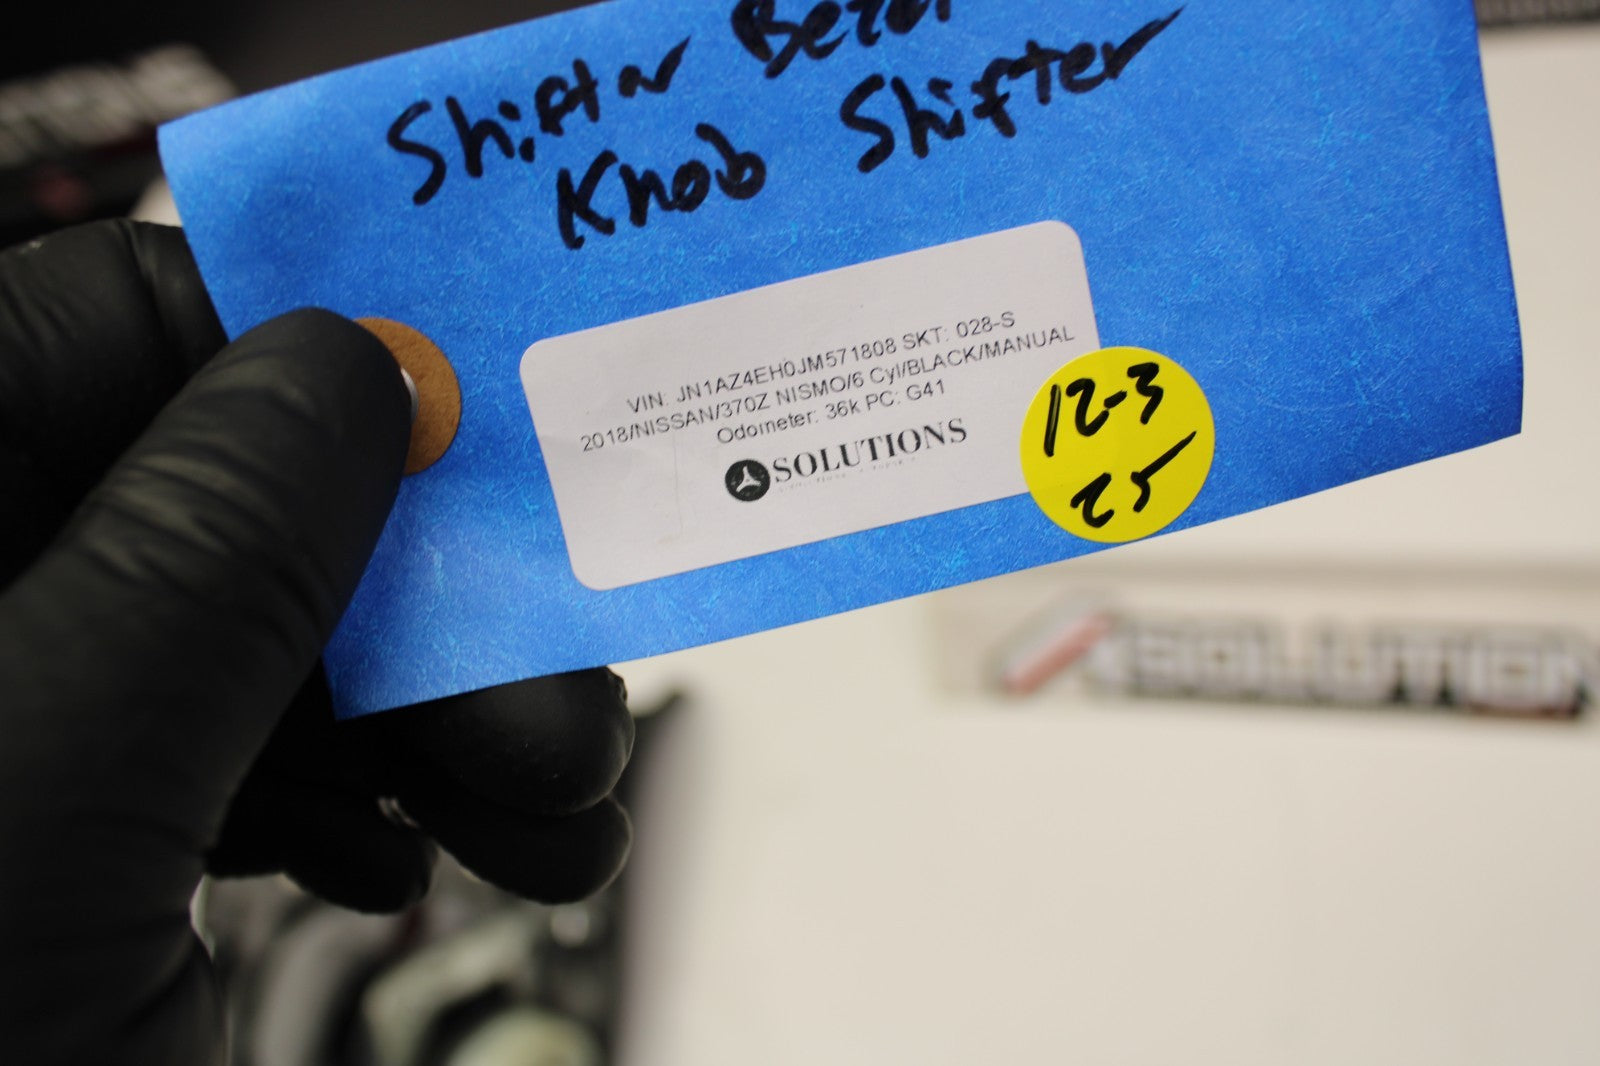 Shifter Bezel
Knob Shifter
VIN: JN1AZ4EH0JM571808 SKT: 028-S
2018/NISSAN/370Z NISMO/6 Cyl/BLACK/MANUAL
Odometer: 36k PC: G41
SOLUTIONS
12-3
25
SOLUTION